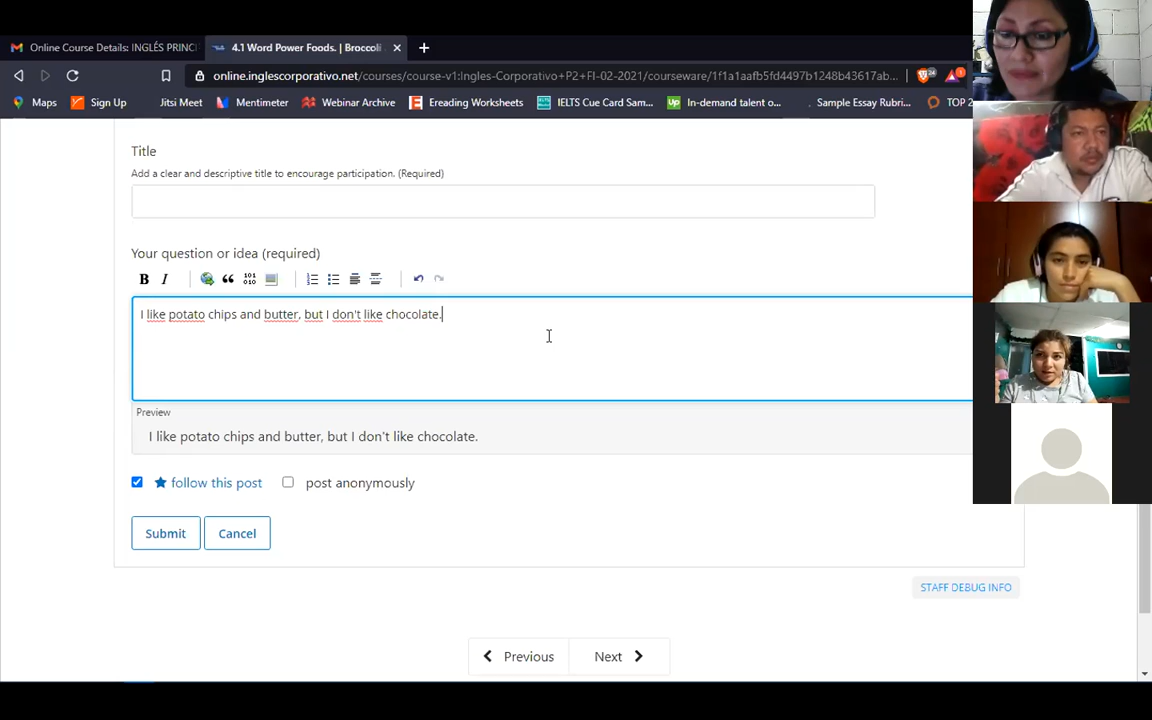 Online Course Details: INGLÉS PRINCI
4.1 Word Power Foods. | Broccoli
online.inglescorporativo.net/courses/course-v1:Ingles-Corporativo+P2+FI-02-2021/courseware/1f1a1aafb5fd4497b1248b43617ab...
Maps Sign Up Jitsi Meet Mentimeter Webinar Archive Ereading Worksheets IELTS Cue Card Sam... In-demand talent o... Sample Essay Rubri... TOP 2
Title
Add a clear and descriptive title to encourage participation. (Required)
Your question or idea (required)
B I
I like potato chips and butter, but I don't like chocolate.
Preview
I like potato chips and butter, but I don't like chocolate.
follow this post post anonymously
Submit Cancel
STAFF DEBUG INFO
Previous Next